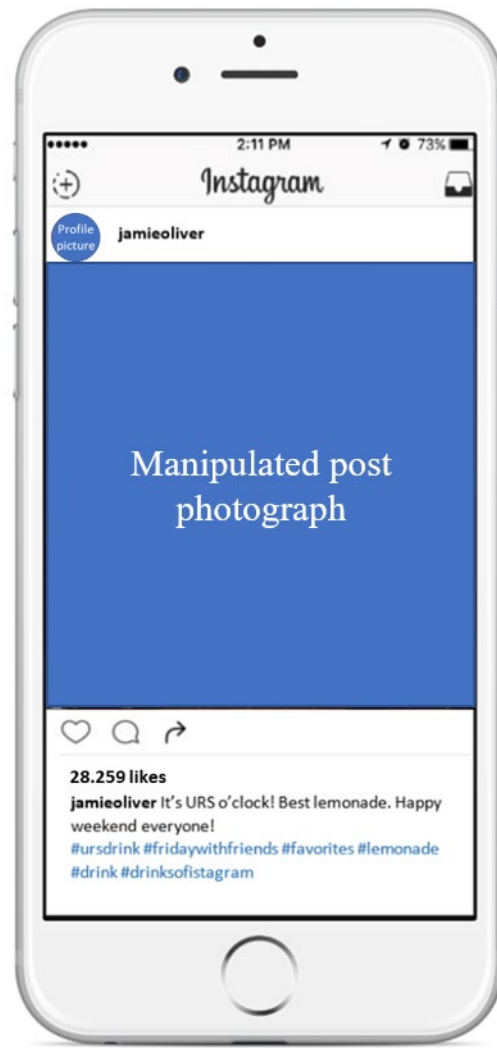 2:11 PM 73%
Instagram
Profile
picture
jamieoliver
Manipulated post
photograph
28.259 likes
jamieoliver It's URS o'clock! Best lemonade. Happy
weekend everyone!
#ursdrink #fridaywithfriends #favorites #lemonade
#drink #drinksofistagram